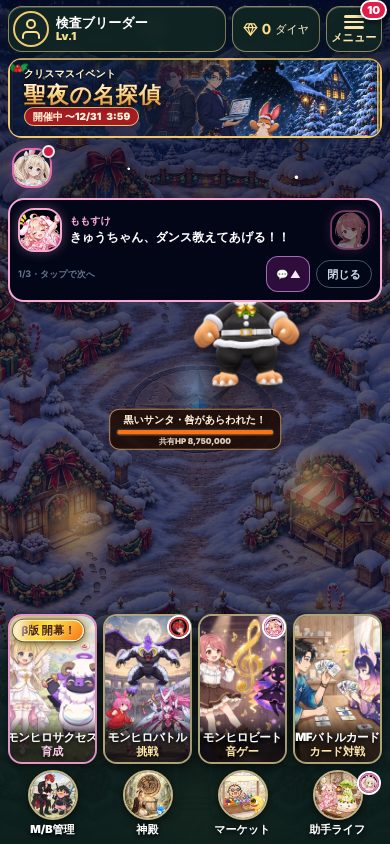 検査ブリーダー
Lv.1
0 ダイヤ
10
メニュー
クリスマスイベント
聖夜の名探偵
開催中 〜12/31 3:59
ももすけ
きゅうちゃん、ダンス教えてあげる！！
1/3・タップで次へ
▲
閉じる
黒いサンタ・咎があらわれた！
共有HP 8,750,000
β版 開幕！
モンヒロサクセス
育成
モンヒロバトル
挑戦
モンヒロビート
音ゲー
MFバトルカード
カード対戦
M/B管理
神殿
マーケット
助手ライフ